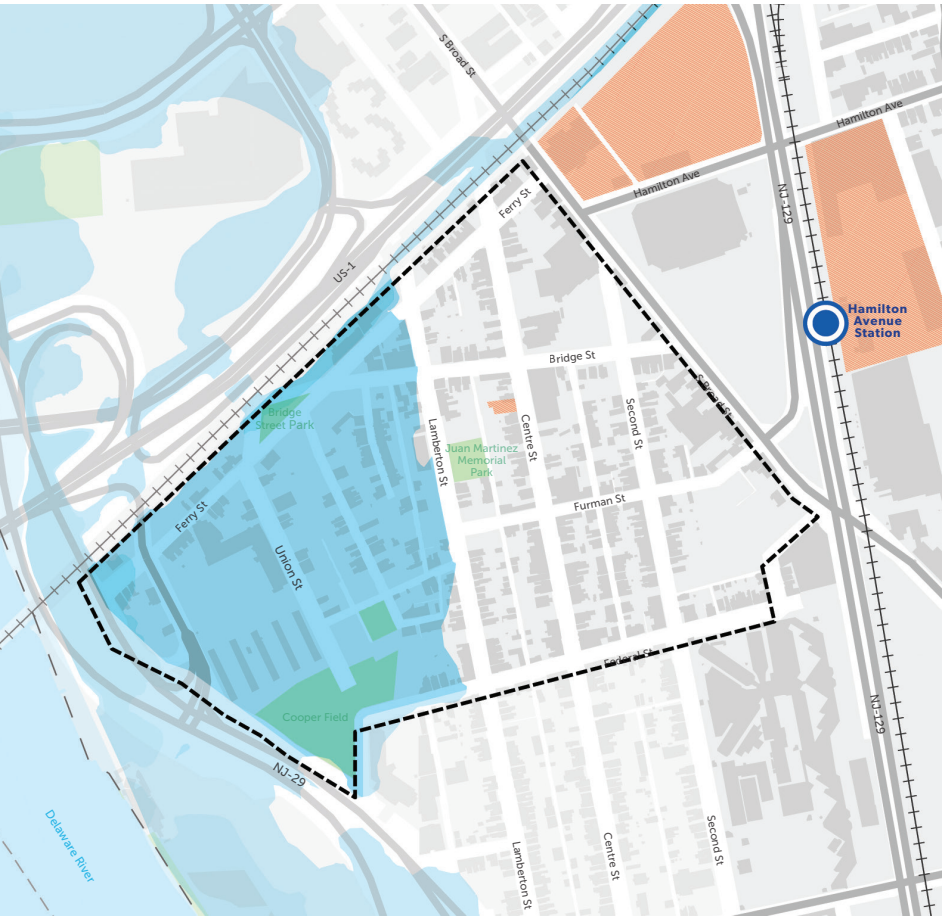 S Broad St
Hamilton Ave
Hamilton Ave
NJ-129
Ferry St
US-1
Hamilton
Avenue
Station
Bridge St
S Broad St
Bridge
Street Park
Lamberton St
Centre St
Second St
Juan Martinez
Memorial
Park
Furman St
Ferry St
Union St
Federal St
Cooper Field
NJ-129
NJ-29
Delaware River
Lamberton St
Centre St
Second St